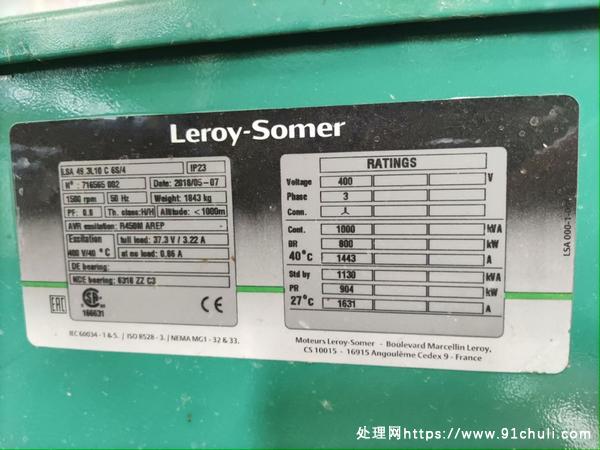 Leroy-Somer
LSA 49.3L10 C 6S/4 IP23
N° : 716565 002 Date: 2018/05-07
1500 rpm 50 Hz Weight: 1843 kg
PF: 0.8 Th. class: H/H Altitude: < 1000m
AVR excitation: R450M AREP
Excitation full load: 37.3 V / 3.22 A
400 V/40 °C at no load: 0.86 A
DE bearing:
NDE bearing: 6316 ZZ C3
EAC
166631
CE
IEC 60034 - 1 & 5. / ISO 8528 - 3. / NEMA MG1 - 32 & 33.
RATINGS
Voltage 400 V
Phase 3
Conn.
Cont. 1000 kVA
BR 800 kW
40°C 1443 A
Std by 1130 kVA
PR 904 kW
27°C 1631 A
Moteurs Leroy-Somer - Boulevard Marcellin Leroy,
CS 10015 - 16915 Angoulême Cedex 9 - France
处理网https://www.91chuli.com